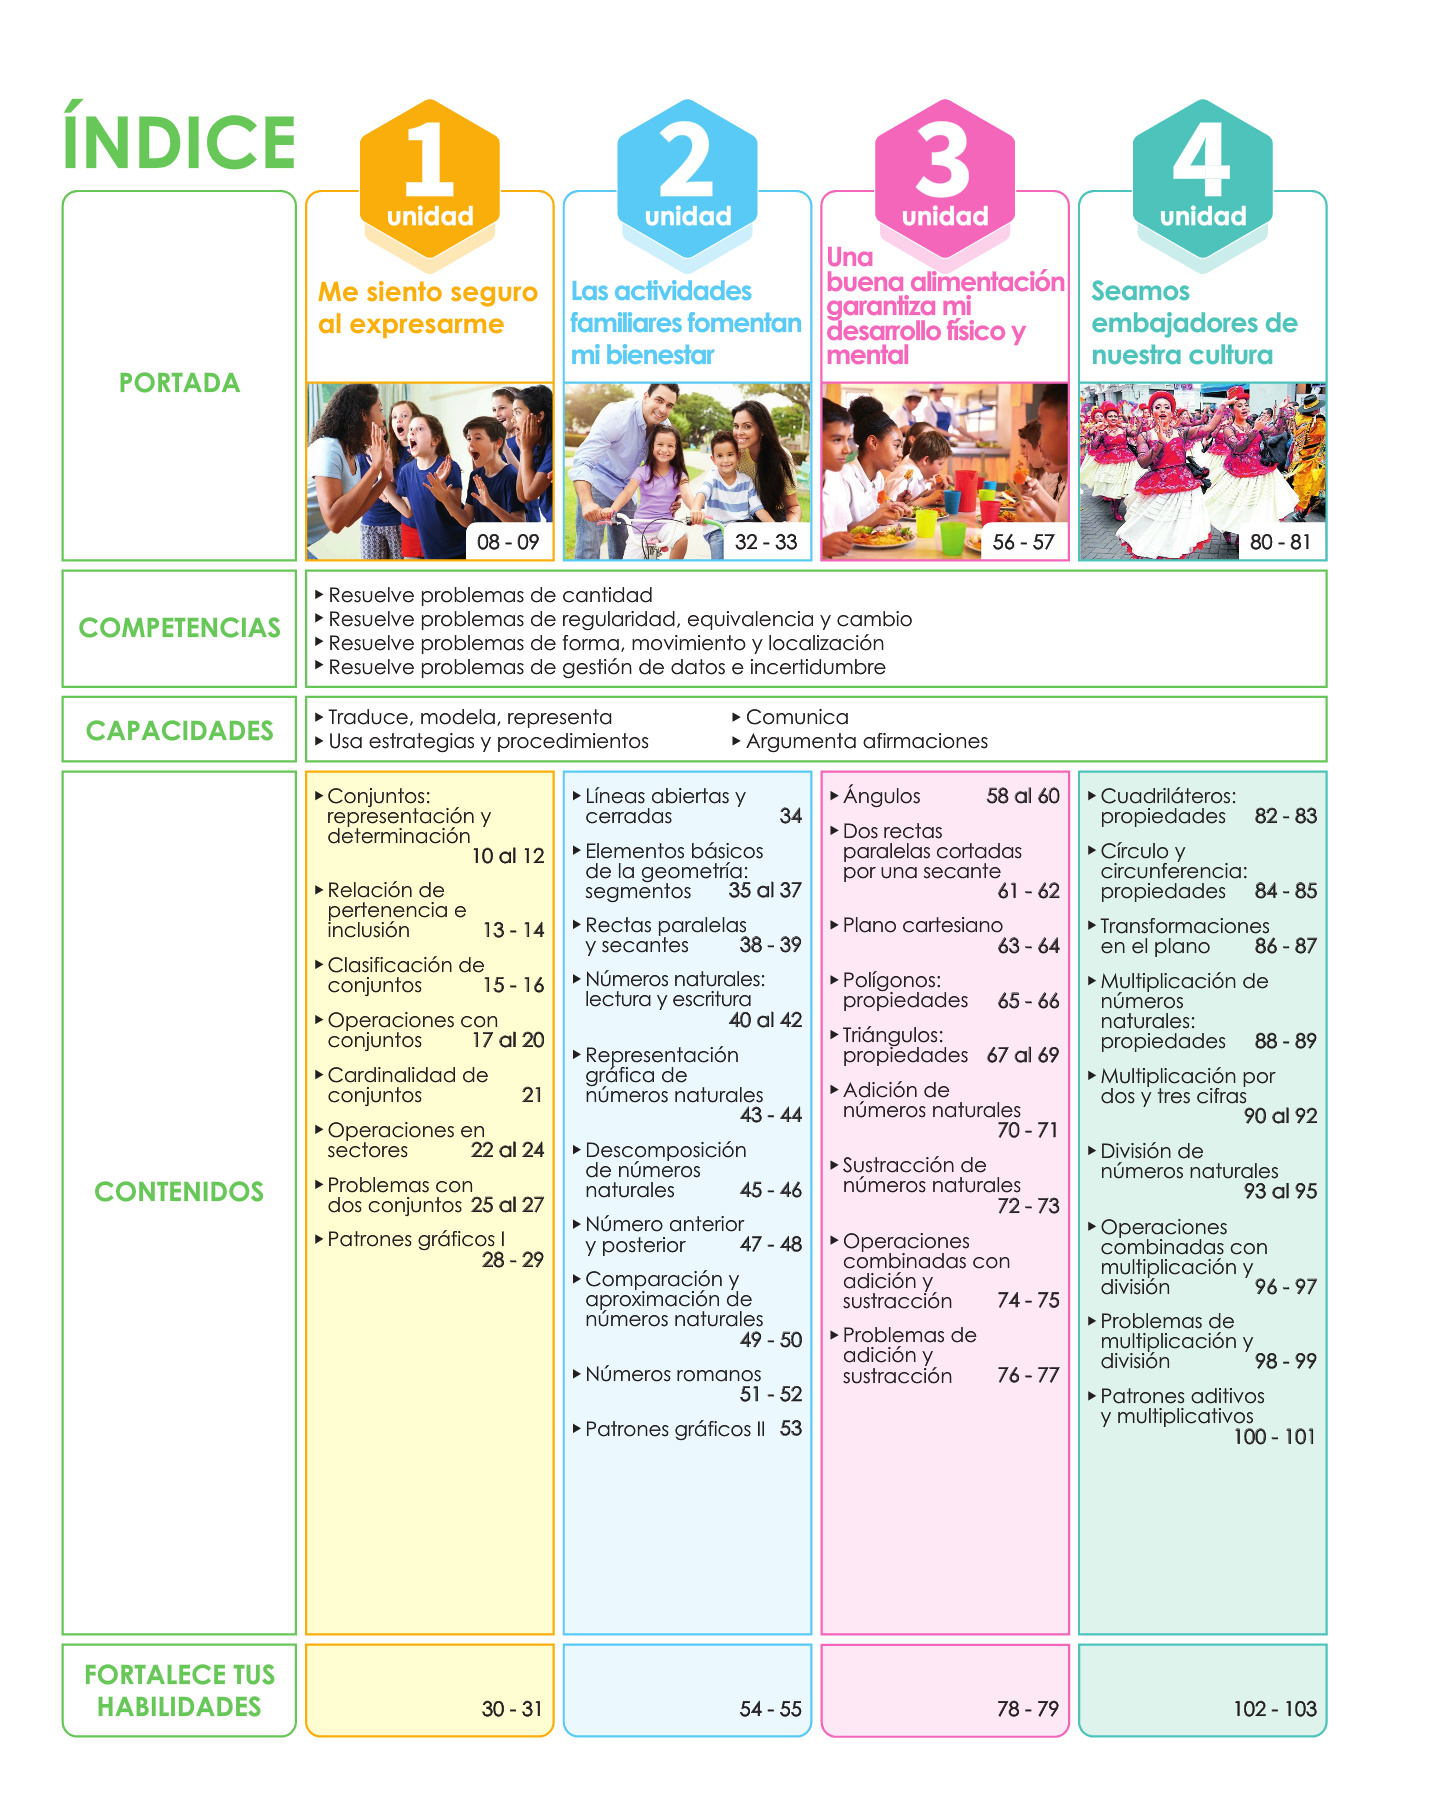 ÍNDICE
1
unidad
2
unidad
3
unidad
4
unidad
PORTADA
Me siento seguro
al expresarme
08 - 09
Las actividades
familiares fomentan
mi bienestar
32 - 33
Una
buena alimentación
garantiza mi
desarrollo físico y
mental
56 - 57
Seamos
embajadores de
nuestra cultura
80 - 81
COMPETENCIAS
▸ Resuelve problemas de cantidad
▸ Resuelve problemas de regularidad, equivalencia y cambio
▸ Resuelve problemas de forma, movimiento y localización
▸ Resuelve problemas de gestión de datos e incertidumbre
CAPACIDADES
▸ Traduce, modela, representa
▸ Usa estrategias y procedimientos
▸ Comunica
▸ Argumenta afirmaciones
CONTENIDOS
▸ Conjuntos:
representación y
determinación
10 al 12
▸ Relación de
pertenencia e
inclusión 13 - 14
▸ Clasificación de
conjuntos 15 - 16
▸ Operaciones con
conjuntos 17 al 20
▸ Cardinalidad de
conjuntos 21
▸ Operaciones en
sectores 22 al 24
▸ Problemas con
dos conjuntos 25 al 27
▸ Patrones gráficos I
28 - 29
▸ Líneas abiertas y
cerradas 34
▸ Elementos básicos
de la geometría:
segmentos 35 al 37
▸ Rectas paralelas
y secantes 38 - 39
▸ Números naturales:
lectura y escritura
40 al 42
▸ Representación
gráfica de
números naturales
43 - 44
▸ Descomposición
de números
naturales 45 - 46
▸ Número anterior
y posterior 47 - 48
▸ Comparación y
aproximación de
números naturales
49 - 50
▸ Números romanos
51 - 52
▸ Patrones gráficos II 53
▸ Ángulos 58 al 60
▸ Dos rectas
paralelas cortadas
por una secante
61 - 62
▸ Plano cartesiano
63 - 64
▸ Polígonos:
propiedades 65 - 66
▸ Triángulos:
propiedades 67 al 69
▸ Adición de
números naturales
70 - 71
▸ Sustracción de
números naturales
72 - 73
▸ Operaciones
combinadas con
adición y
sustracción 74 - 75
▸ Problemas de
adición y
sustracción 76 - 77
▸ Cuadriláteros:
propiedades 82 - 83
▸ Círculo y
circunferencia:
propiedades 84 - 85
▸ Transformaciones
en el plano 86 - 87
▸ Multiplicación de
números
naturales:
propiedades 88 - 89
▸ Multiplicación por
dos y tres cifras
90 al 92
▸ División de
números naturales
93 al 95
▸ Operaciones
combinadas con
multiplicación y
división 96 - 97
▸ Problemas de
multiplicación y
división 98 - 99
▸ Patrones aditivos
y multiplicativos
100 - 101
FORTALECE TUS
HABILIDADES
30 - 31
54 - 55
78 - 79
102 - 103